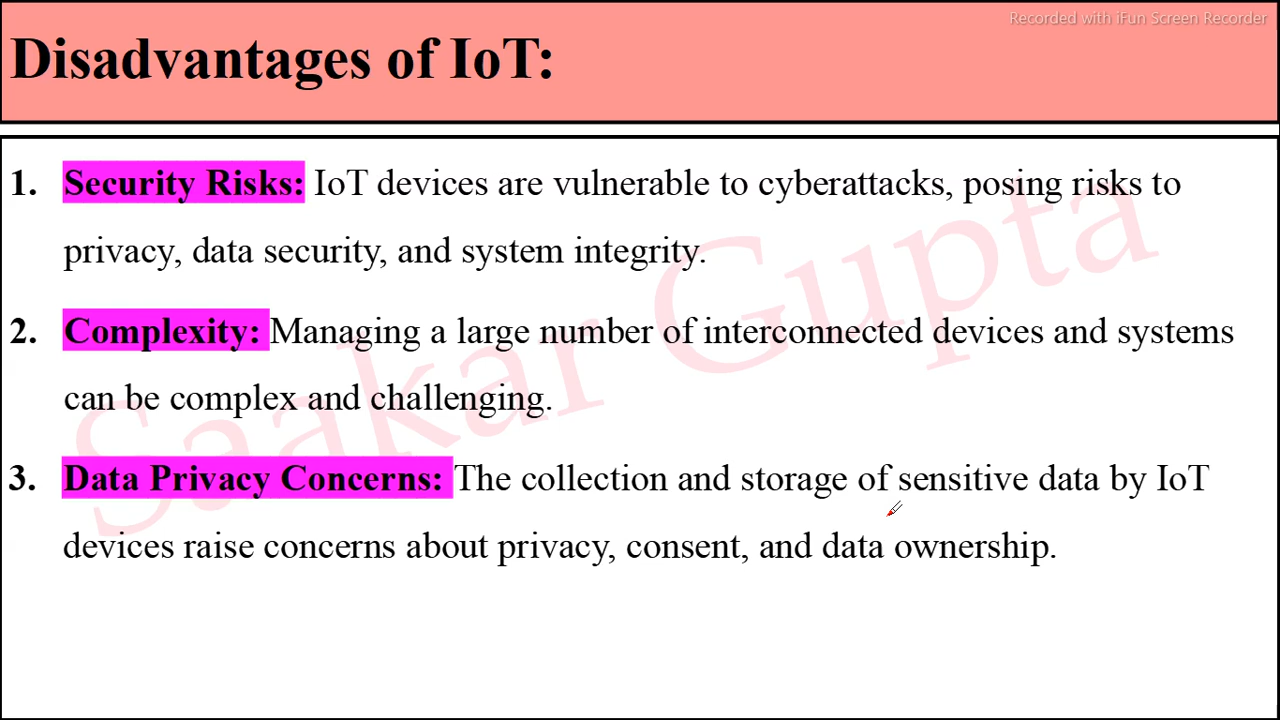 Recorded with iFun Screen Recorder
Disadvantages of IoT:
1. Security Risks: IoT devices are vulnerable to cyberattacks, posing risks to
privacy, data security, and system integrity.
2. Complexity: Managing a large number of interconnected devices and systems
can be complex and challenging.
3. Data Privacy Concerns: The collection and storage of sensitive data by IoT
devices raise concerns about privacy, consent, and data ownership.
Saakar Gupta